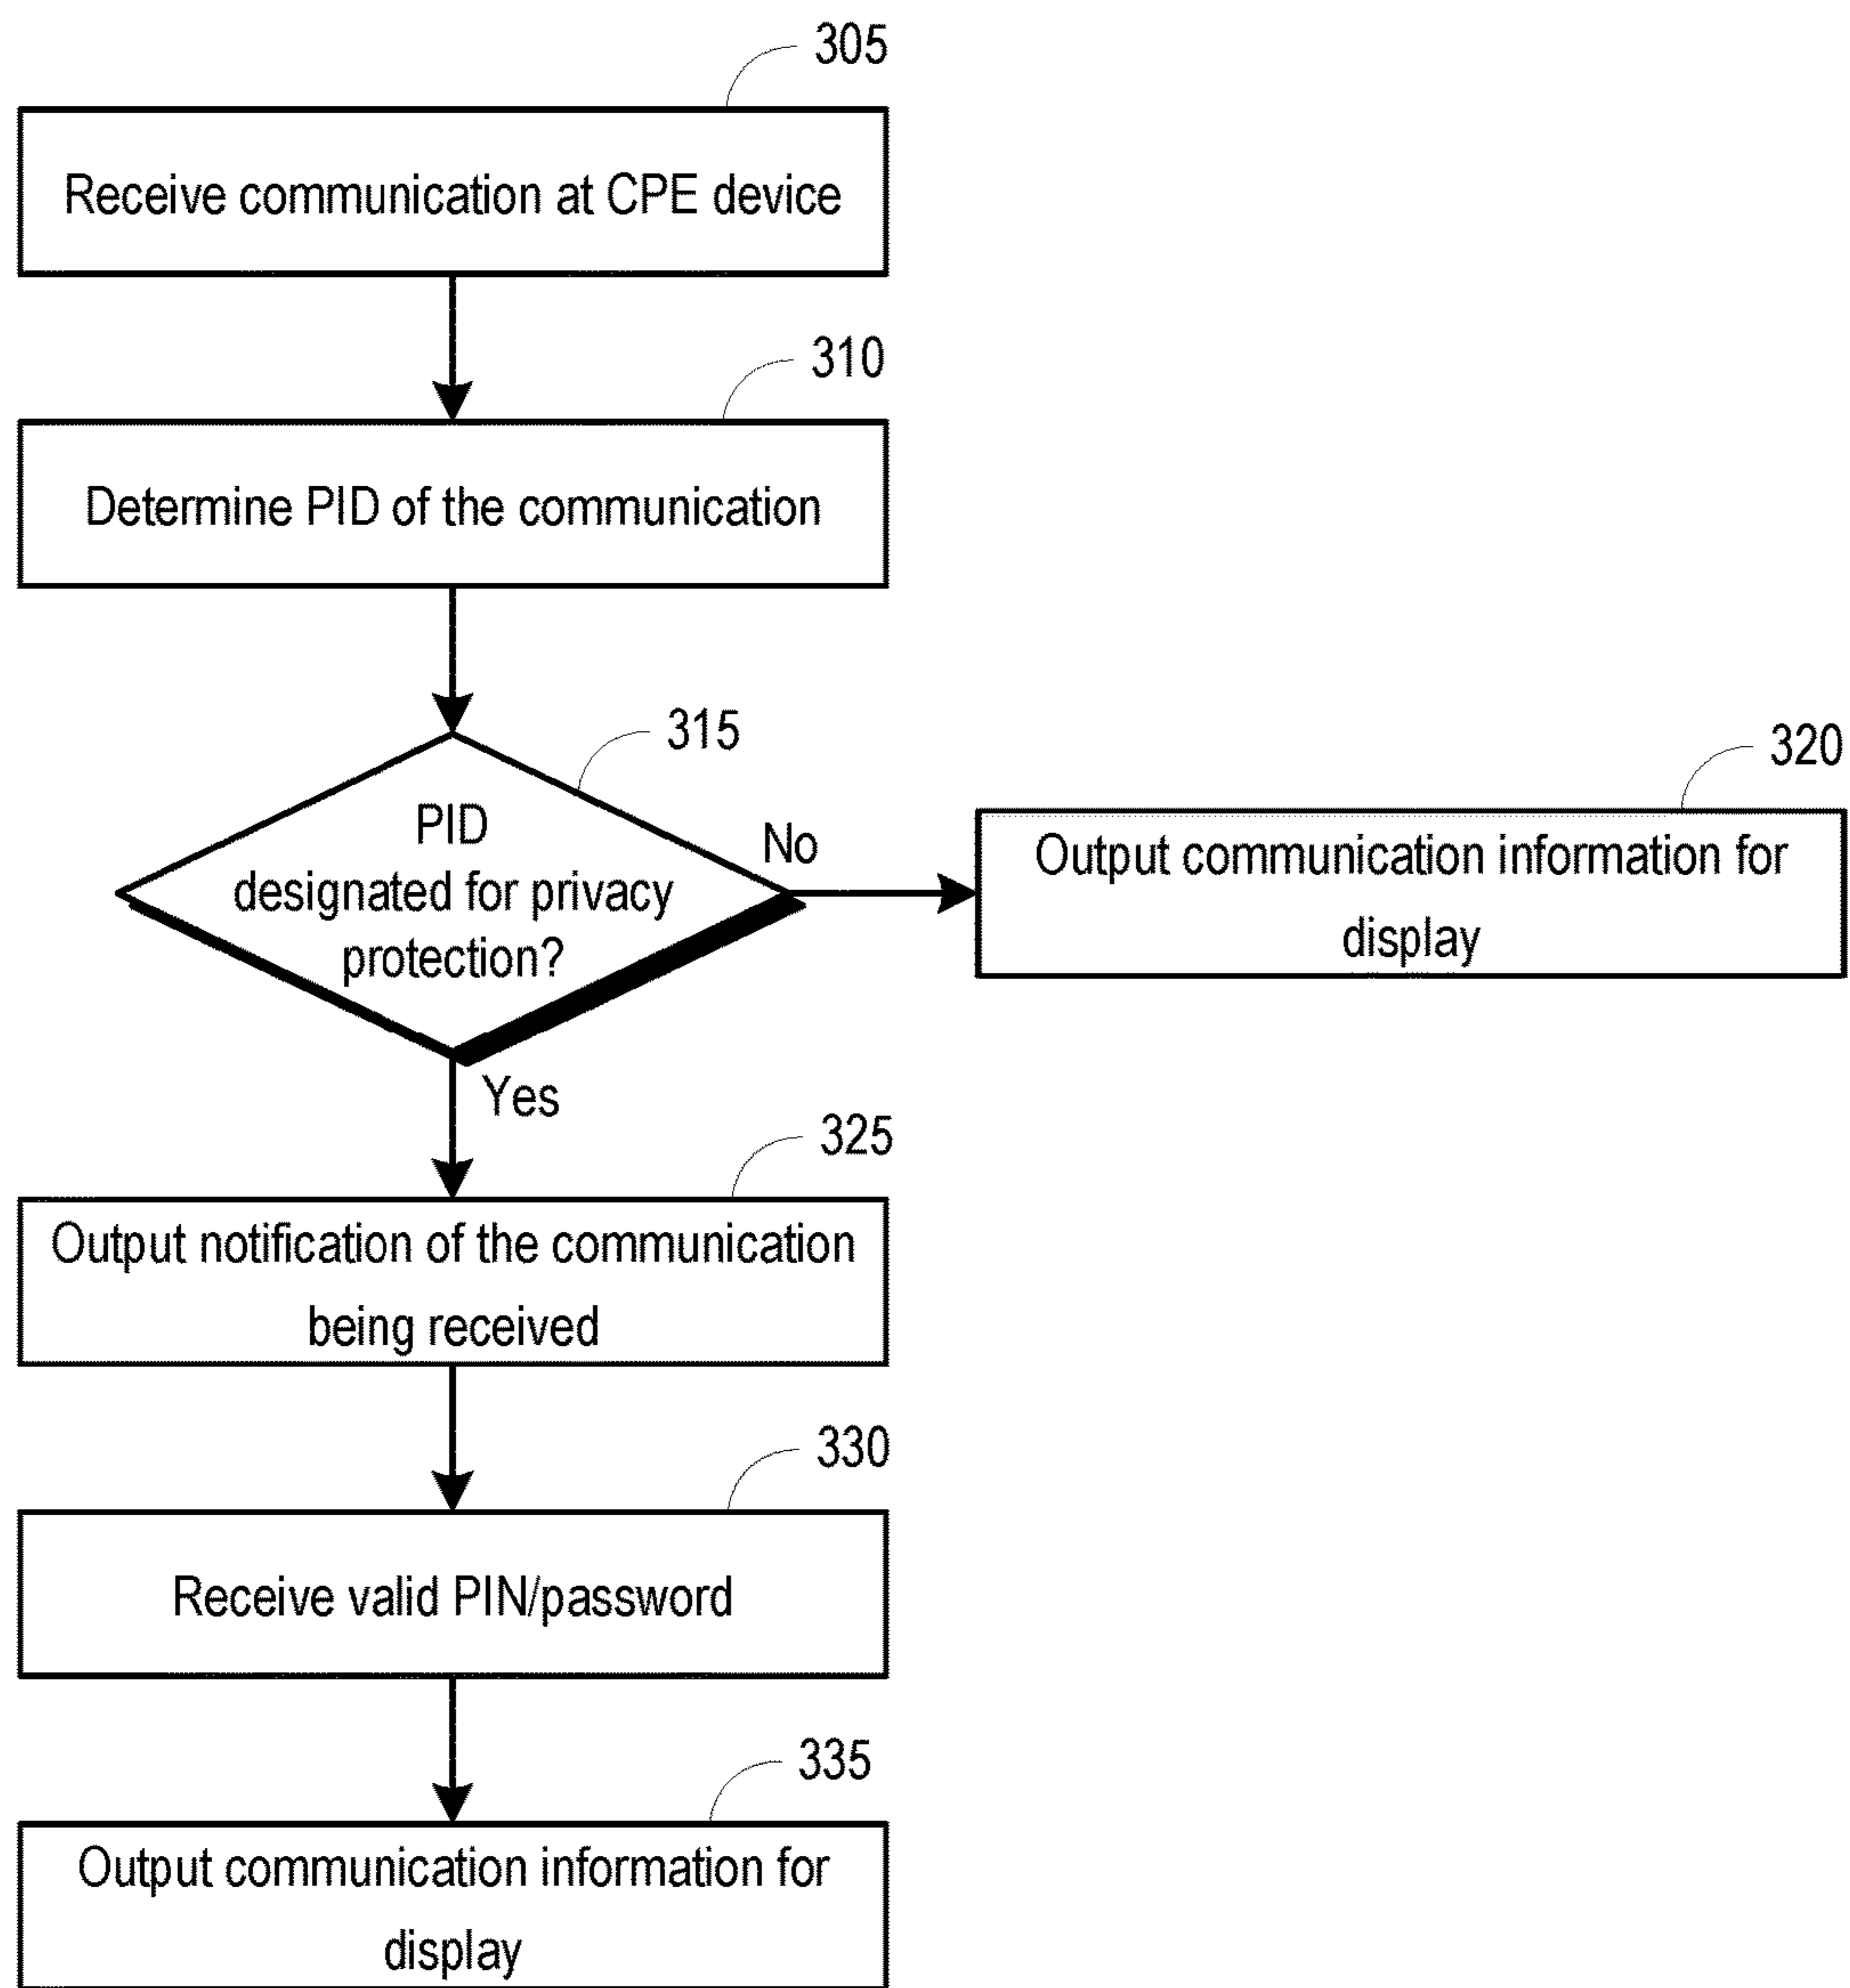 305
Receive communication at CPE device
310
Determine PID of the communication
315
PID
designated for privacy
protection?
No
320
Output communication information for
display
Yes
325
Output notification of the communication
being received
330
Receive valid PIN/password
335
Output communication information for
display